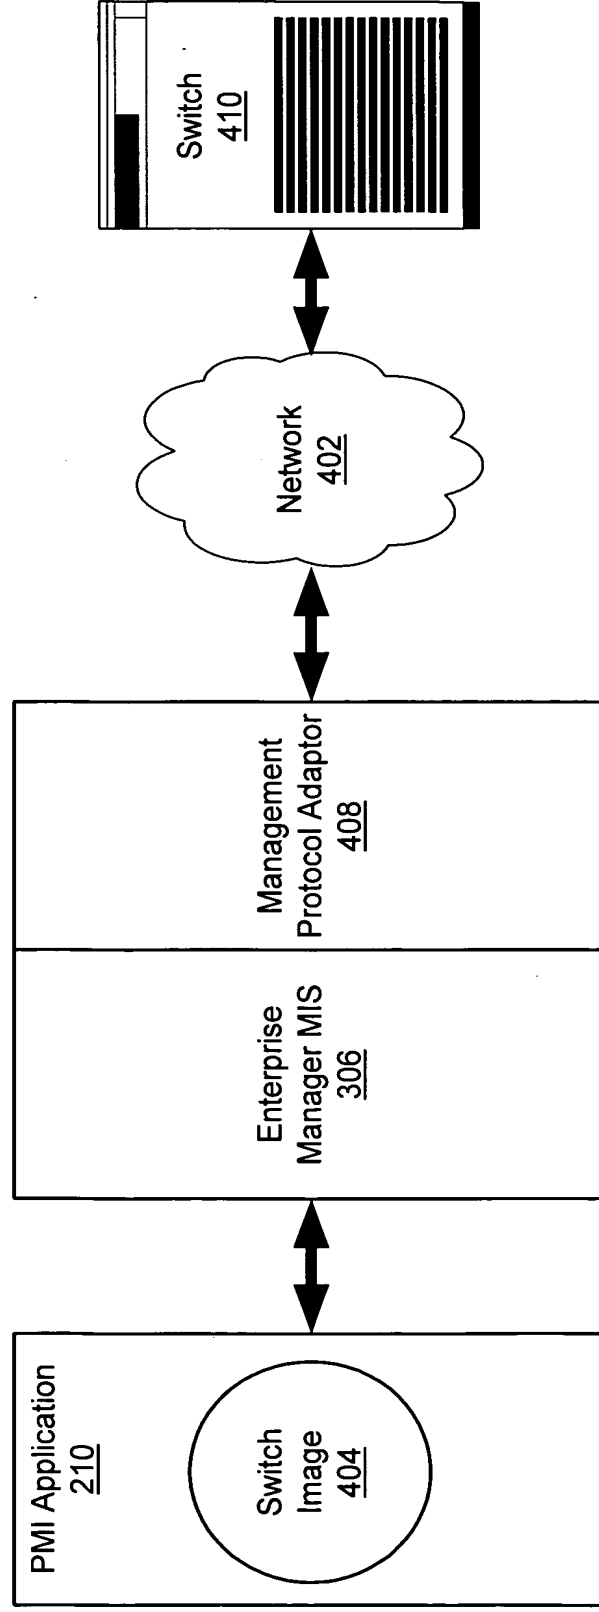 PMI Application
210
Switch
Image
404
Enterprise
Manager MIS
306
Management
Protocol Adaptor
408
Network
402
Switch
410